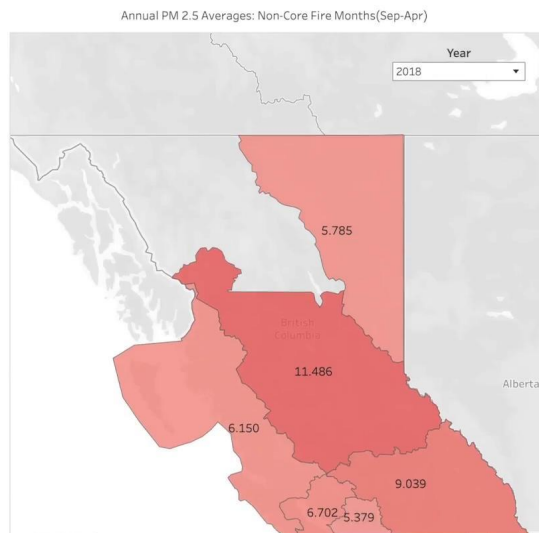 Annual PM 2.5 Averages: Non-Core Fire Months(Sep-Apr)
Year
2018
5.785
British
Columbia
11.486
Alberta
6.150
9.039
6.702
5.379